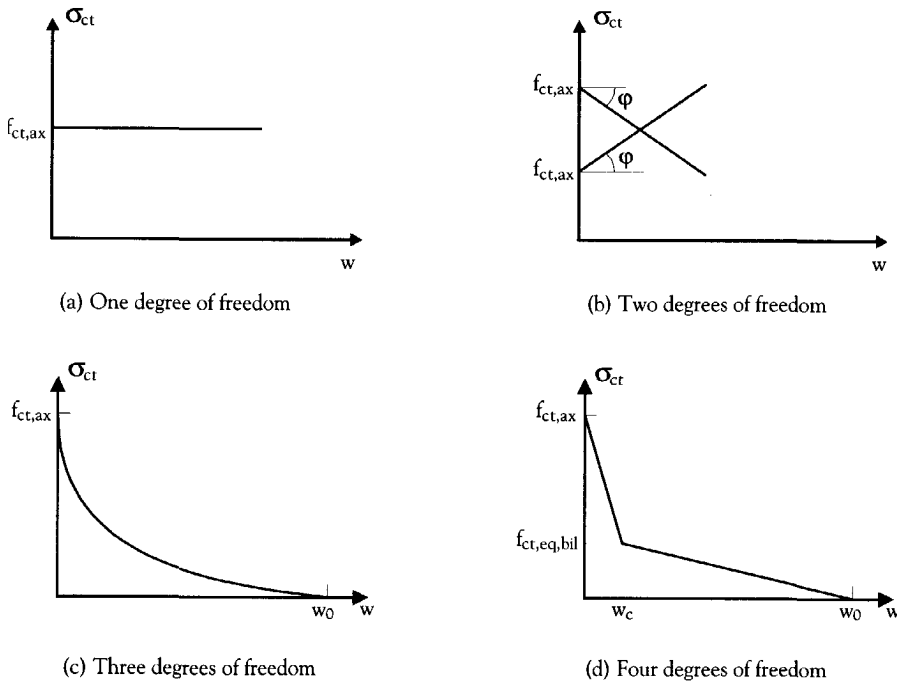 σct
fct,ax
w
(a) One degree of freedom
σct
fct,ax
φ
fct,ax
φ
w
(b) Two degrees of freedom
σct
fct,ax
w0
w
(c) Three degrees of freedom
σct
fct,ax
fct,eq,bil
wc
w0
w
(d) Four degrees of freedom